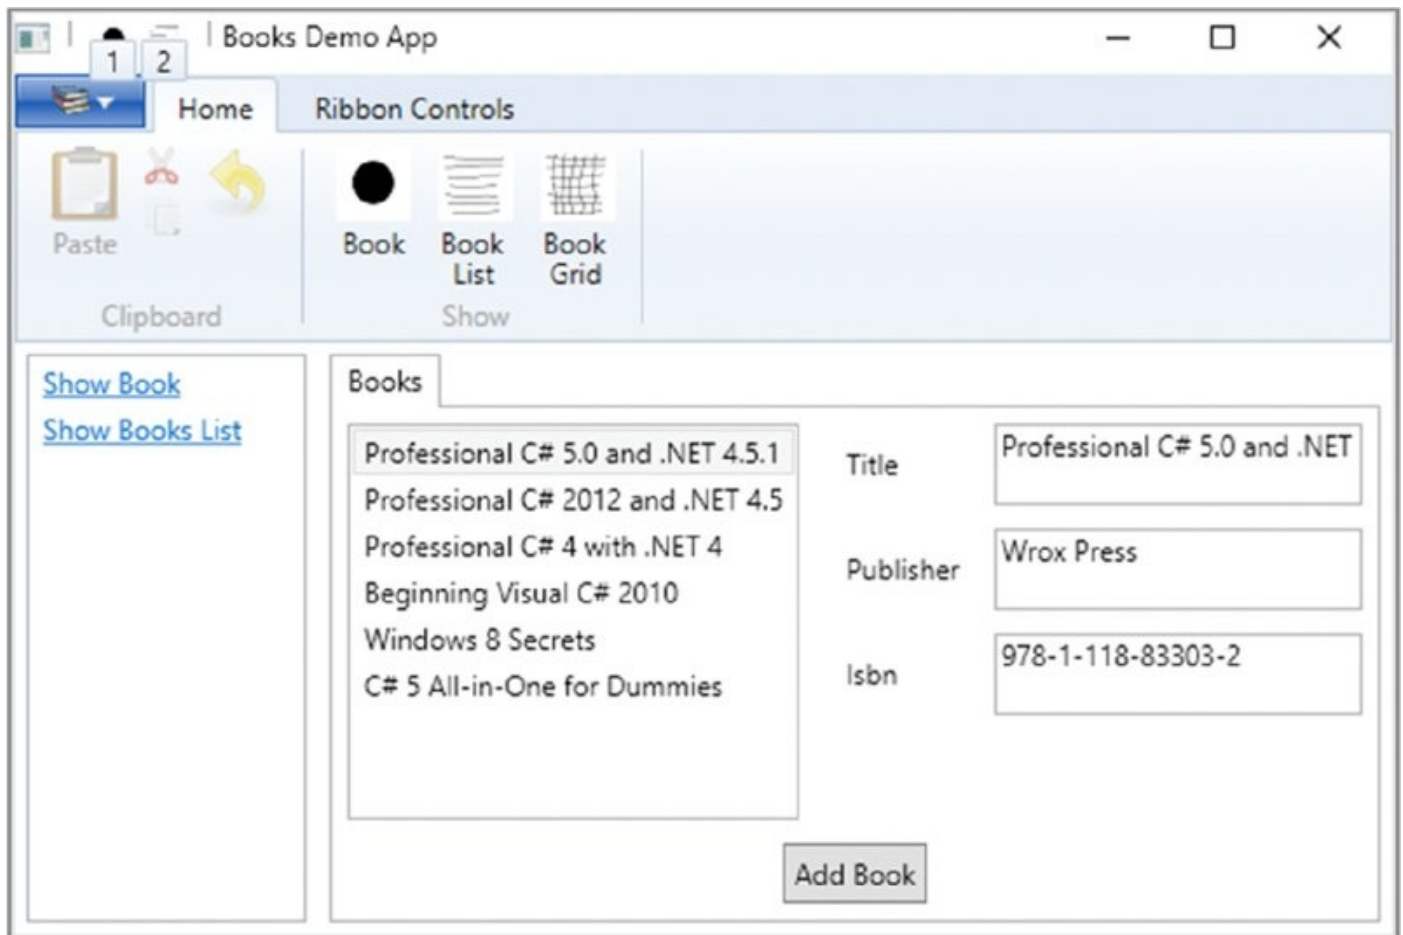 Books Demo App
1 2
Home Ribbon Controls
Paste
Book
Book List
Book Grid
Clipboard
Show
Show Book
Show Books List
Books
Professional C# 5.0 and .NET 4.5.1
Professional C# 2012 and .NET 4.5
Professional C# 4 with .NET 4
Beginning Visual C# 2010
Windows 8 Secrets
C# 5 All-in-One for Dummies
Title
Professional C# 5.0 and .NET
Publisher
Wrox Press
Isbn
978-1-118-83303-2
Add Book